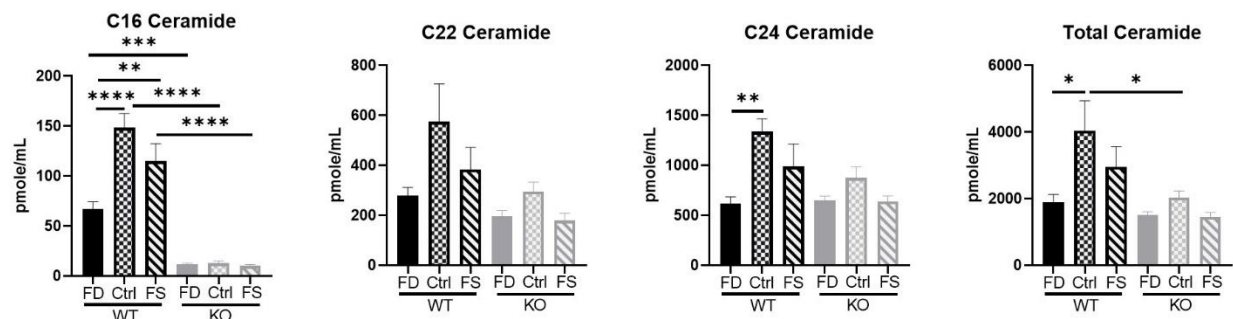 C16 Ceramide
***
**
**** ****
****
pmole/mL
200
150
100
50
0
FD Ctrl FS FD Ctrl FS
WT KO
C22 Ceramide
pmole/mL
800
600
400
200
0
FD Ctrl FS FD Ctrl FS
WT KO
C24 Ceramide
**
pmole/mL
2000
1500
1000
500
0
FD Ctrl FS FD Ctrl FS
WT KO
Total Ceramide
* *
pmole/mL
6000
4000
2000
0
FD Ctrl FS FD Ctrl FS
WT KO